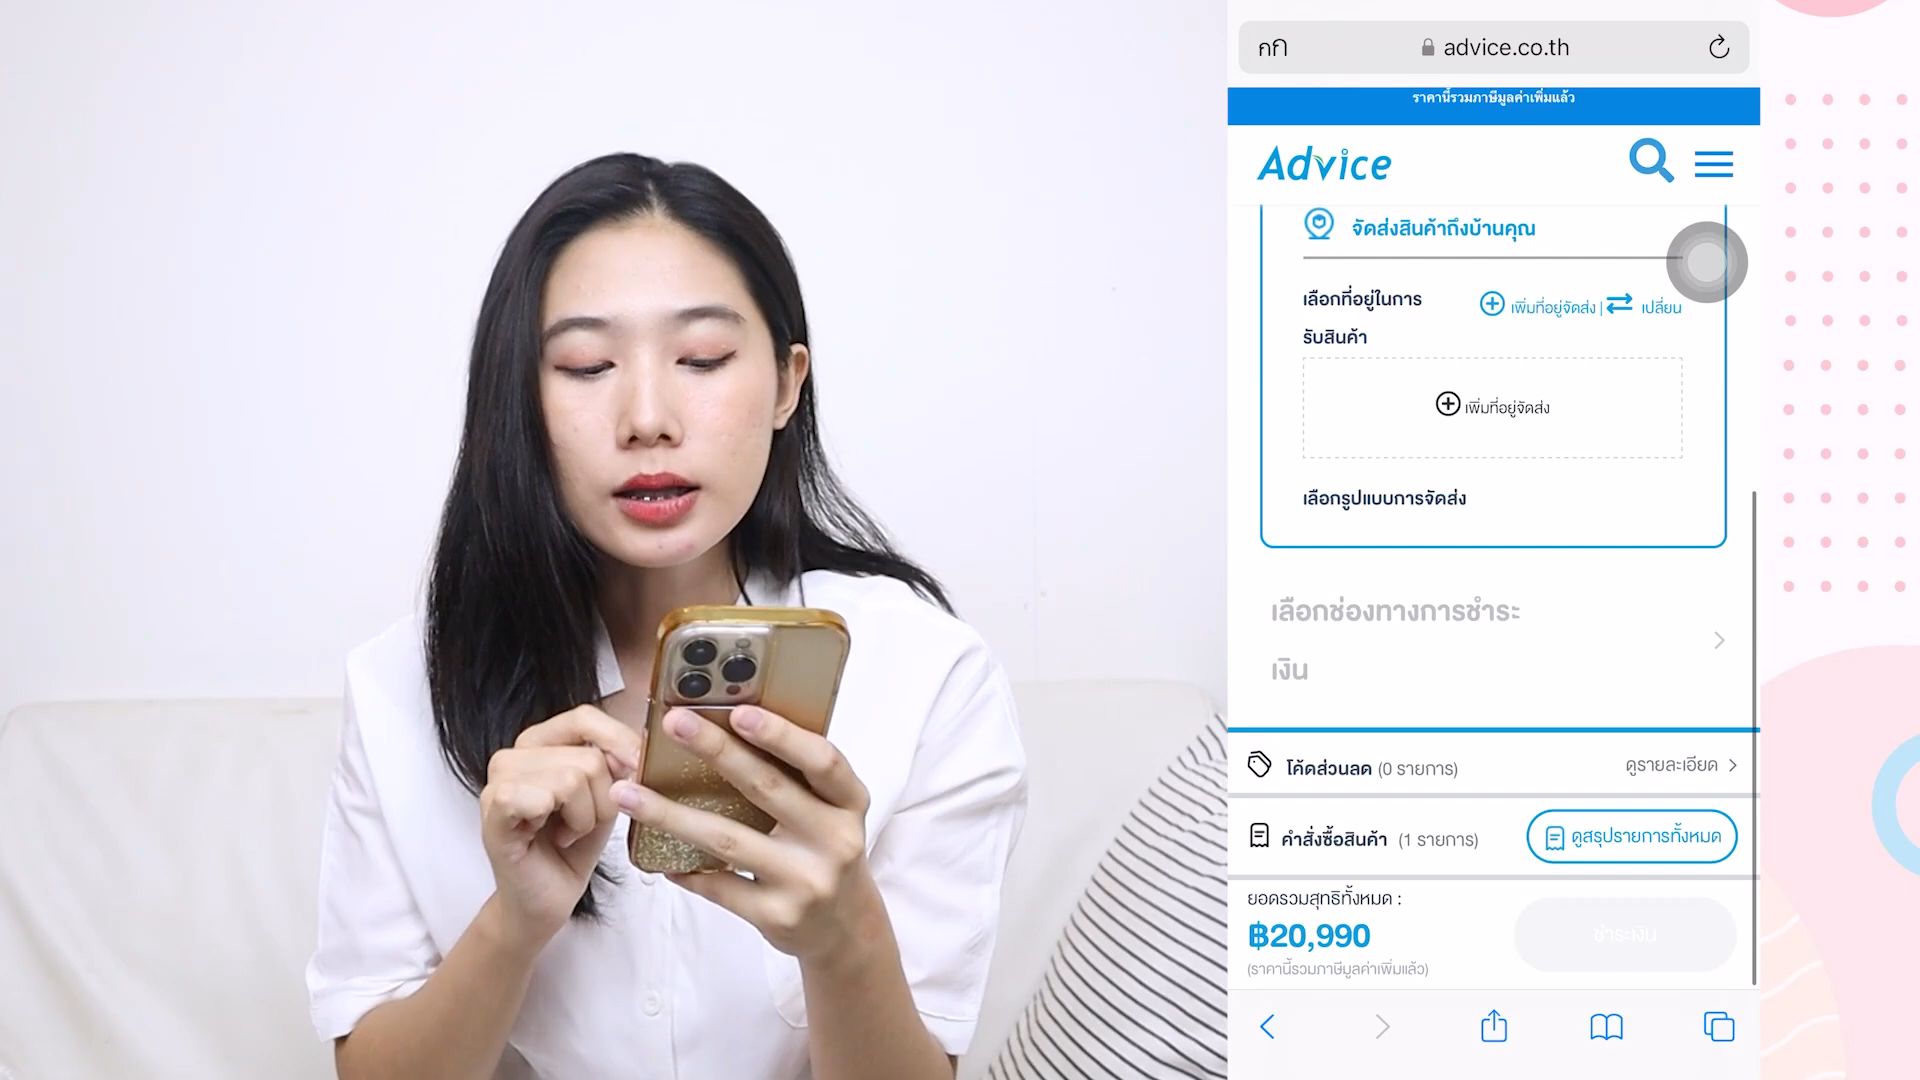 กก
advice.co.th
ราคานี้รวมภาษีมูลค่าเพิ่มแล้ว
Advice
จัดส่งสินค้าถึงบ้านคุณ
เลือกที่อยู่ในการ
รับสินค้า
เพิ่มที่อยู่จัดส่ง | เปลี่ยน
เพิ่มที่อยู่จัดส่ง
เลือกรูปแบบการจัดส่ง
เลือกช่องทางการชำระ
เงิน
โค้ดส่วนลด (0 รายการ)
ดูรายละเอียด
คำสั่งซื้อสินค้า (1 รายการ)
ดูสรุปรายการทั้งหมด
ยอดรวมสุทธิทั้งหมด :
฿20,990
(ราคานี้รวมภาษีมูลค่าเพิ่มแล้ว)
ชำระเงิน